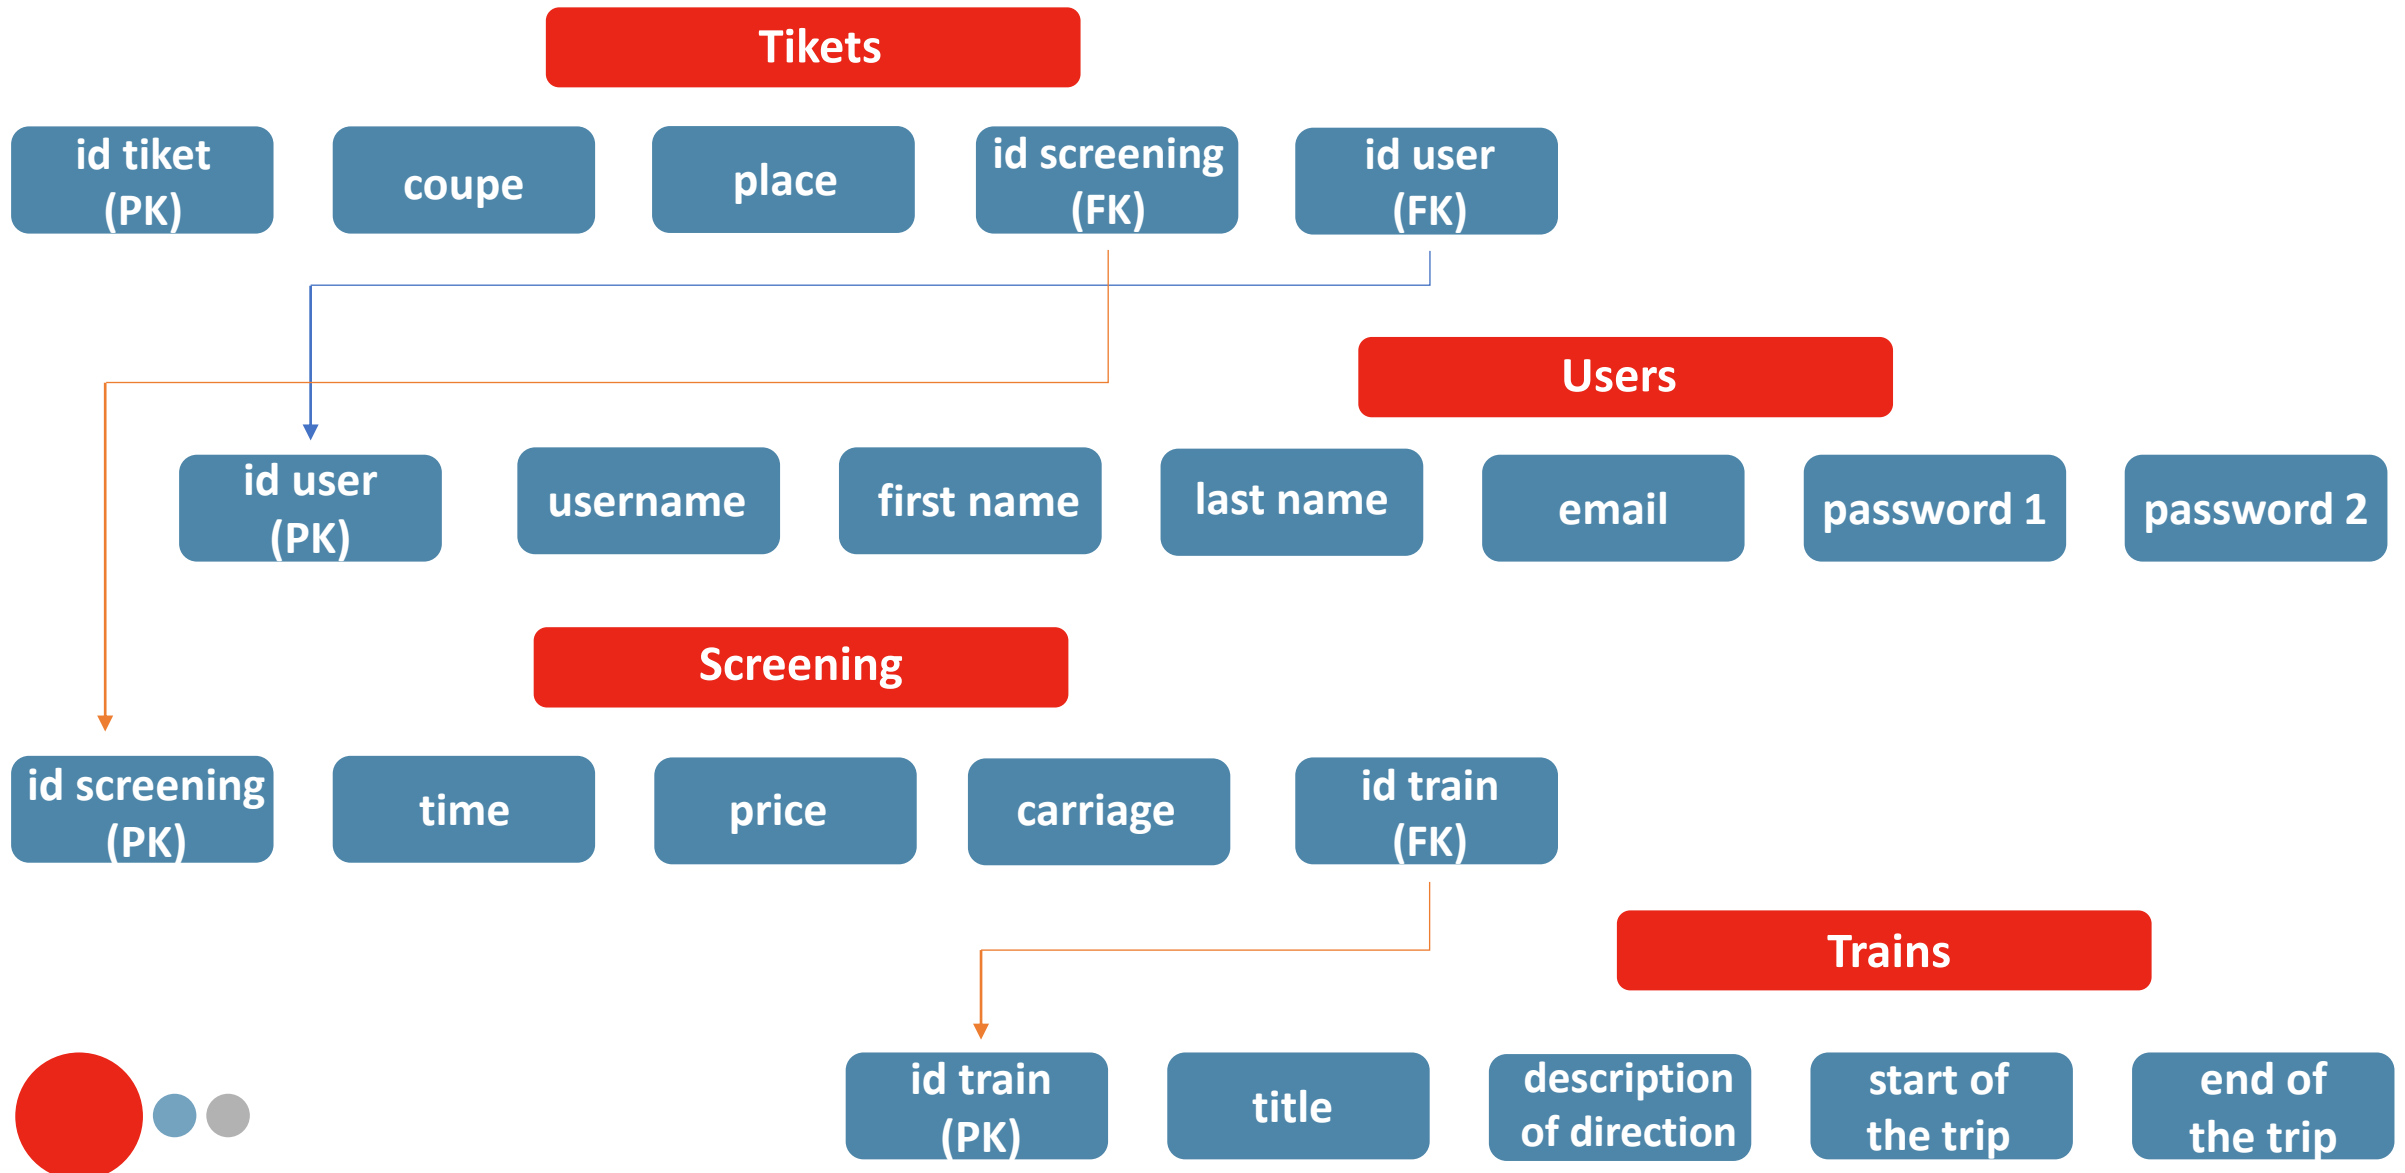 Tikets
id tiket
(PK)
coupe
place
id screening
(FK)
id user
(FK)
Users
id user
(PK)
username
first name
last name
email
password 1
password 2
Screening
id screening
(PK)
time
price
carriage
id train
(FK)
Trains
id train
(PK)
title
description
of direction
start of
the trip
end of
the trip